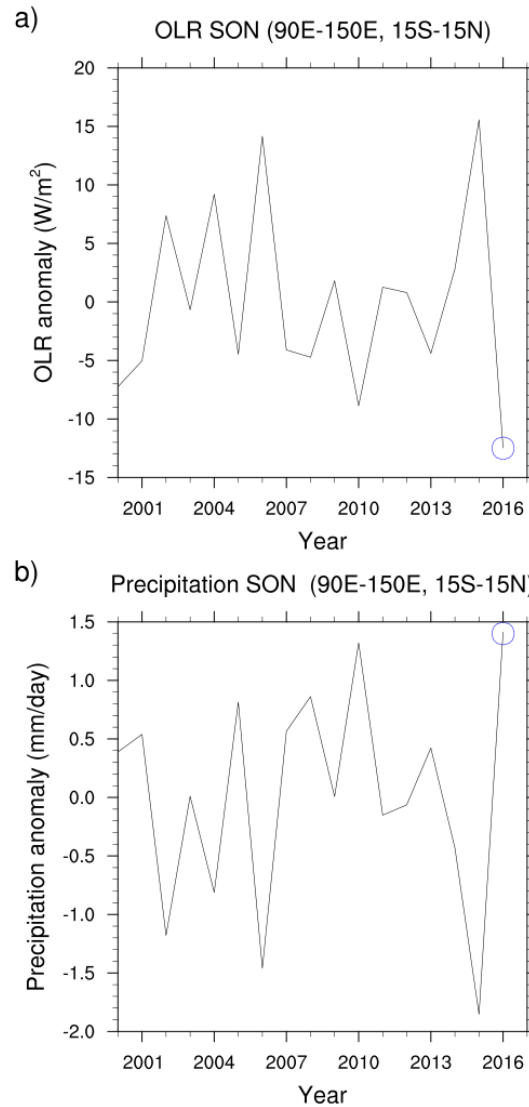 a)
OLR SON (90E-150E, 15S-15N)
20
15
10
5
0
-5
-10
-15
OLR anomaly (W/m²)
2001 2004 2007 2010 2013 2016
Year
b)
Precipitation SON (90E-150E, 15S-15N)
1.5
1.0
0.5
0.0
-0.5
-1.0
-1.5
-2.0
Precipitation anomaly (mm/day)
2001 2004 2007 2010 2013 2016
Year